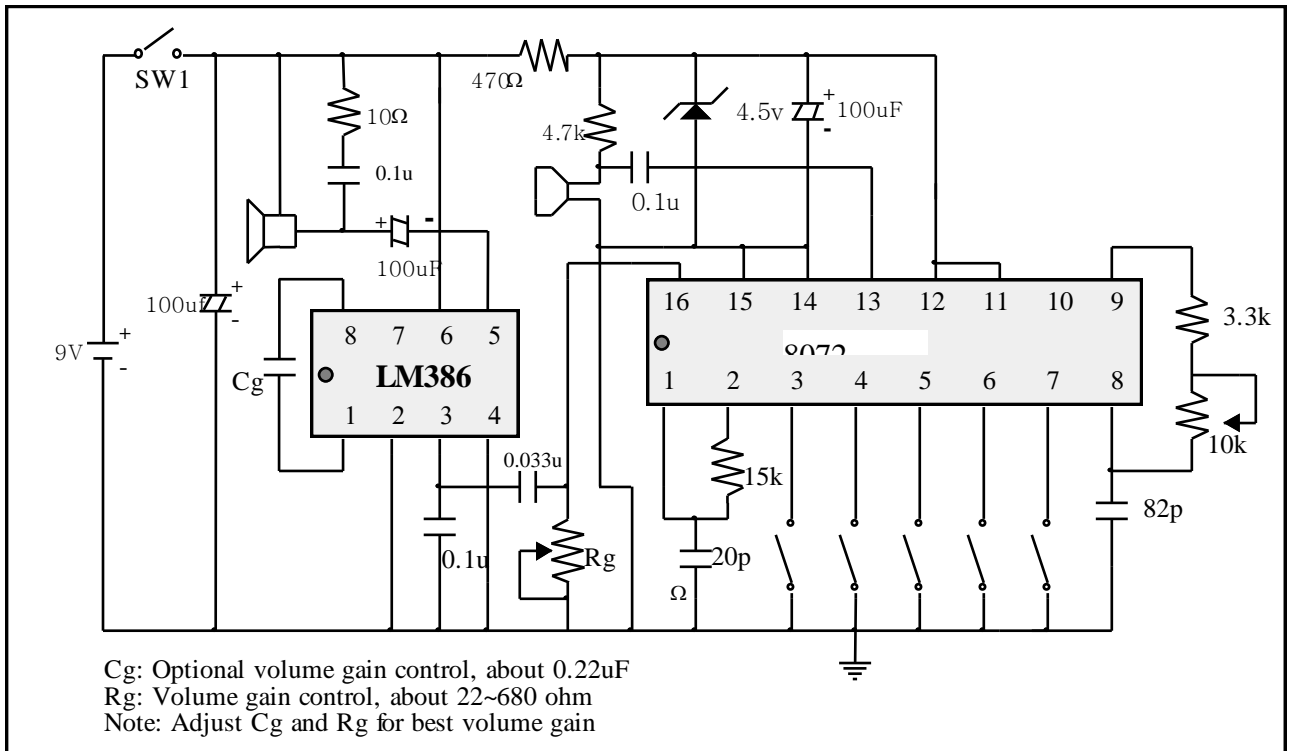 SW1
470Ω
10Ω
4.7k
4.5v
+
100uF
-
0.1u
0.1u
+
-
100uF
100uf
+
-
16 15 14 13 12 11 10 9
3.3k
8 7 6 5
9V
+
-
Cg
LM386
1 2 3 4 5 6 7 8
1 2 3 4
10k
0.033u
15k
82p
0.1u
Rg
20p
Ω
Cg: Optional volume gain control, about 0.22uF
Rg: Volume gain control, about 22~680 ohm
Note: Adjust Cg and Rg for best volume gain